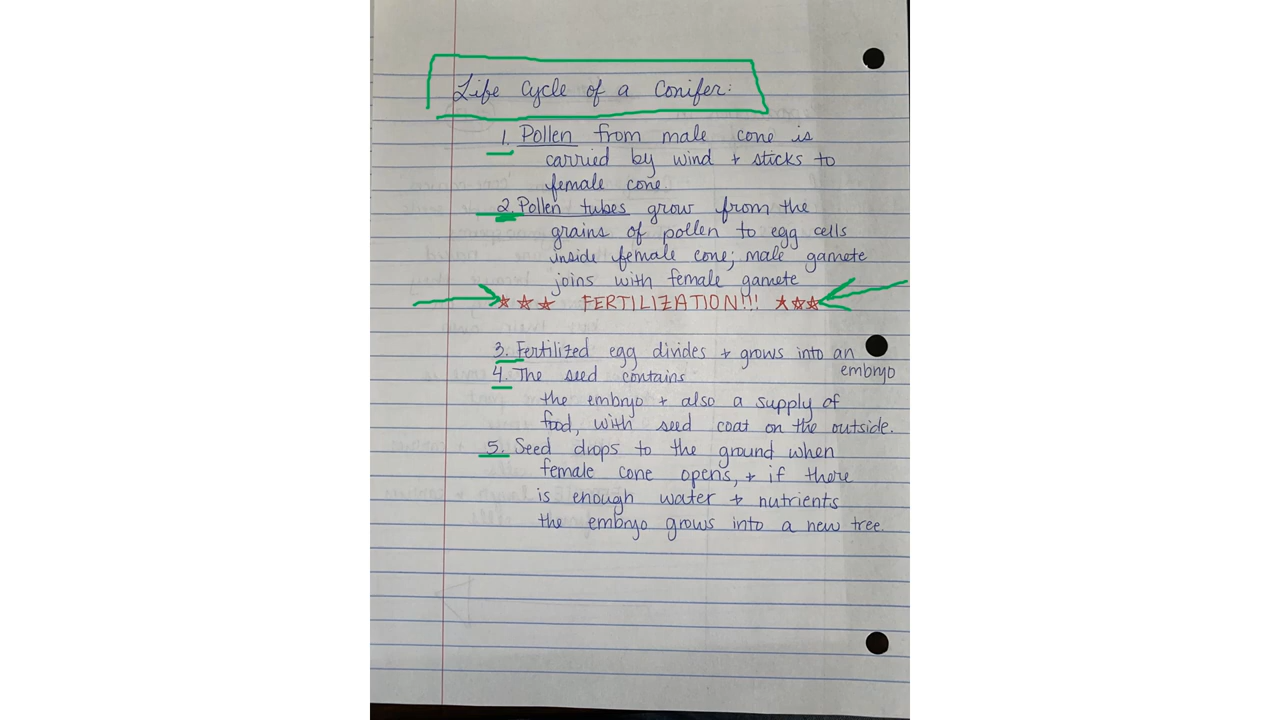 Life Cycle of a Conifer:
1. Pollen from male cone is
carried by wind + sticks to
female cone
2. Pollen tubes grow from the
grains of pollen to egg cells
inside female cone; male gamete
joins with female gamete
☆ ☆ ☆ FERTILIZATION!!! ☆☆☆
3. Fertilized egg divides + grows into an
embryo
4. The seed contains
the embryo + also a supply of
food, with seed coat on the outside.
5. Seed drops to the ground when
female cone opens, + if there
is enough water + nutrients
the embryo grows into a new tree.